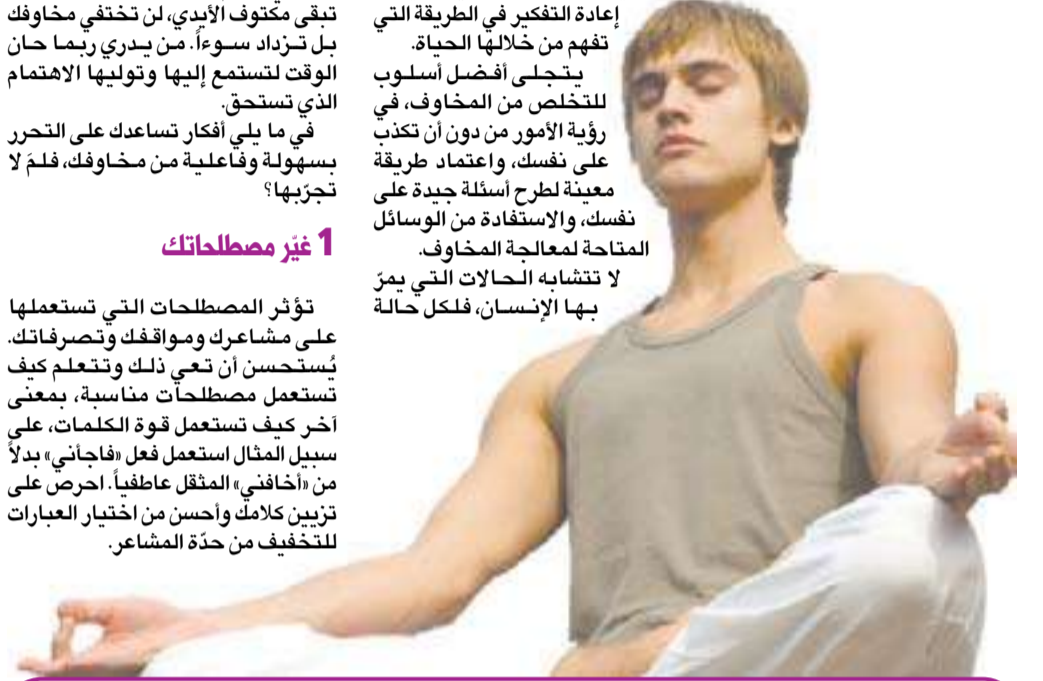 إعادة التفكير في الطريقة التي
تفهم من خلالها الحياة.
يتجلى أفضل أسلوب
للتخلص من المخاوف، في
رؤية الأمور من دون أن تكذب
على نفسك، واعتماد طريقة
معينة لطرح أسئلة جيدة على
نفسك، والاستفادة من الوسائل
المتاحة لمعالجة المخاوف.
لا تتشابه الحالات التي يمرّ
بها الإنسان، فلكل حالة
تبقى مكتوف الأيدي، لن تختفي مخاوفك
بل تزداد سوءاً. من يدري ربما حان
الوقت لتستمع إليها وتوليها الاهتمام
الذي تستحق.
في ما يلي أفكار تساعدك على التحرر
بسهولة وفاعلية من مخاوفك، فلمَ لا
تجرّبها؟
1 غيّر مصطلحاتك
تؤثر المصطلحات التي تستعملها
على مشاعرك ومواقفك وتصرفاتك.
يُستحسن أن تعي ذلك وتتعلم كيف
تستعمل مصطلحات مناسبة، بمعنى
آخر كيف تستعمل قوة الكلمات، على
سبيل المثال استعمل فعل «فاجأني» بدلاً
من «أخافني» المثقل عاطفياً. احرص على
تزيين كلامك وأحسن من اختيار العبارات
للتخفيف من حدّة المشاعر.